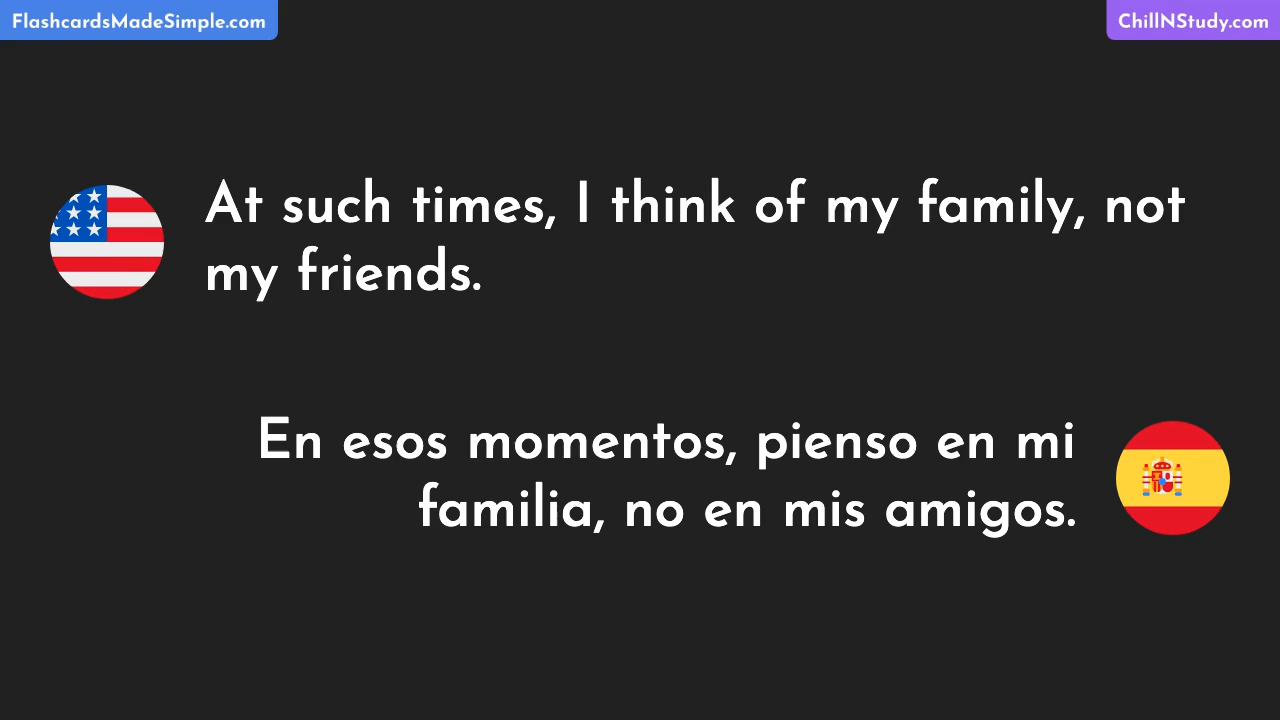 FlashcardsMadeSimple.com
ChillNStudy.com
At such times, I think of my family, not
my friends.
En esos momentos, pienso en mi
familia, no en mis amigos.